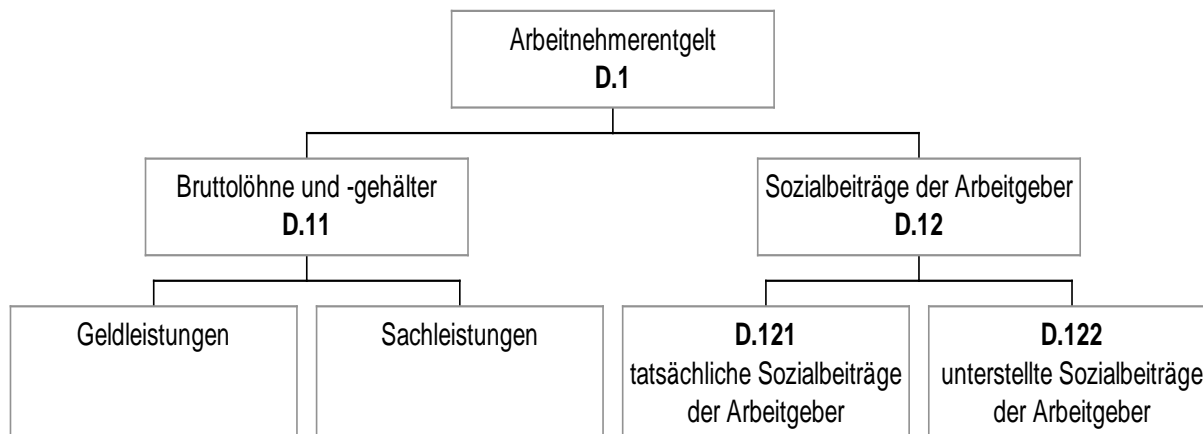 Arbeitnehmerentgelt
D.1
Bruttolöhne und -gehälter
D.11
Sozialbeiträge der Arbeitgeber
D.12
Geldleistungen
Sachleistungen
D.121
tatsächliche Sozialbeiträge
der Arbeitgeber
D.122
unterstellte Sozialbeiträge
der Arbeitgeber